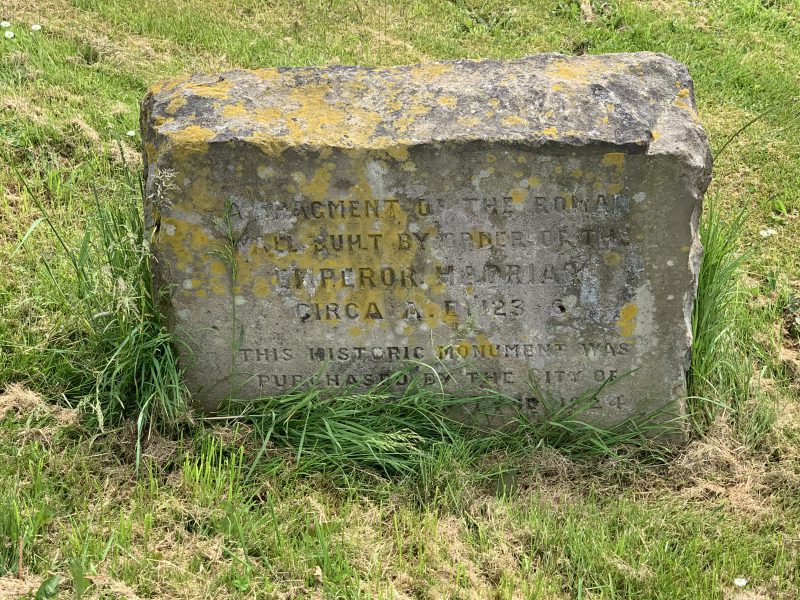 A FRAGMENT OF THE ROMAN
WALL BUILT BY ORDER OF THE
EMPEROR HADRIAN
CIRCA A. D. 123
THIS HISTORIC MONUMENT WAS
PURCHASED BY THE CITY OF
1924